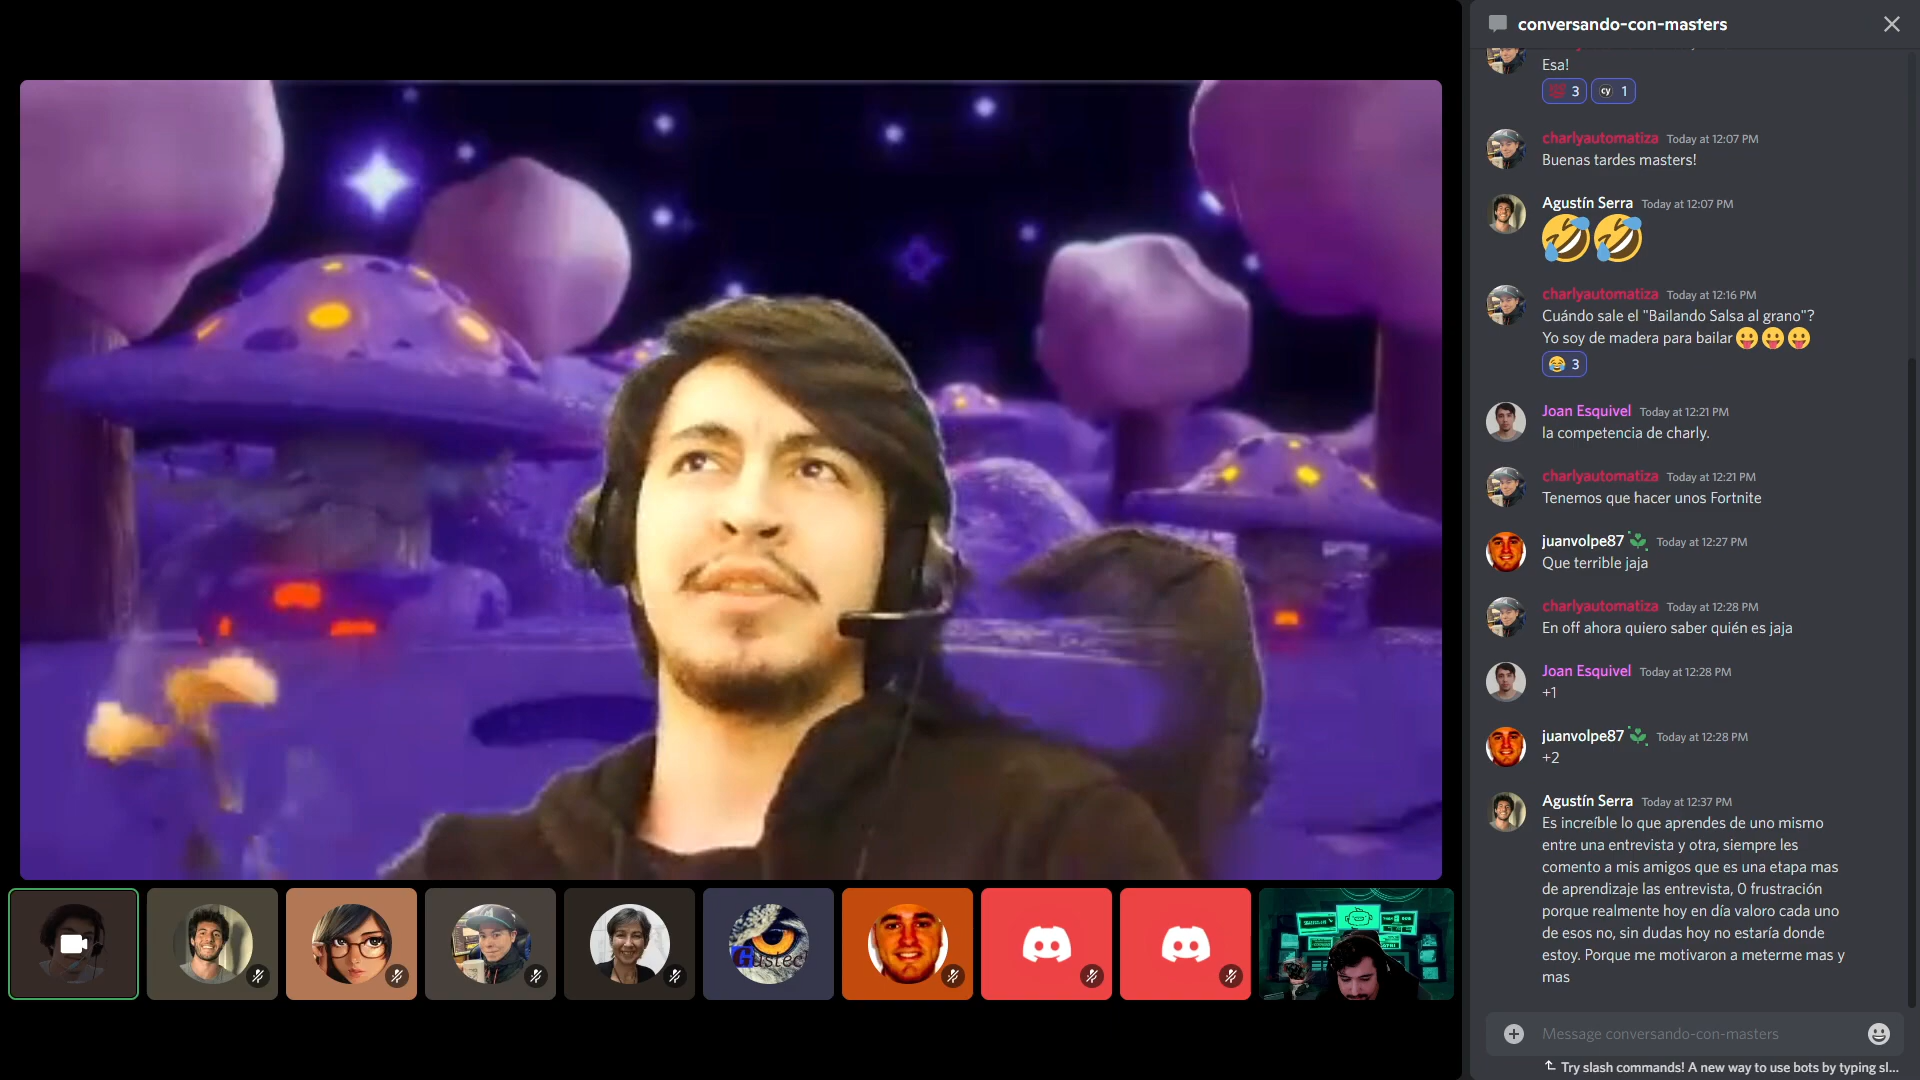 conversando-con-masters
Esa!
3
cy 1
charlyautomatiza Today at 12:07 PM
Buenas tardes masters!
Agustín Serra Today at 12:07 PM
charlyautomatiza Today at 12:16 PM
Cuándo sale el "Bailando Salsa al grano"?
Yo soy de madera para bailar
3
Joan Esquivel Today at 12:21 PM
la competencia de charly.
charlyautomatiza Today at 12:21 PM
Tenemos que hacer unos Fortnite
juanvolpe87 Today at 12:27 PM
Que terrible jaja
charlyautomatiza Today at 12:28 PM
En off ahora quiero saber quién es jaja
Joan Esquivel Today at 12:28 PM
+1
juanvolpe87 Today at 12:28 PM
+2
Agustín Serra Today at 12:37 PM
Es increíble lo que aprendes de uno mismo
entre una entrevista y otra, siempre les
comento a mis amigos que es una etapa mas
de aprendizaje las entrevista, 0 frustración
porque realmente hoy en día valoro cada uno
de esos no, sin dudas hoy no estaría donde
estoy. Porque me motivaron a meterme mas y
mas
Message conversando-con-masters
Try slash commands! A new way to use bots by typing sl...